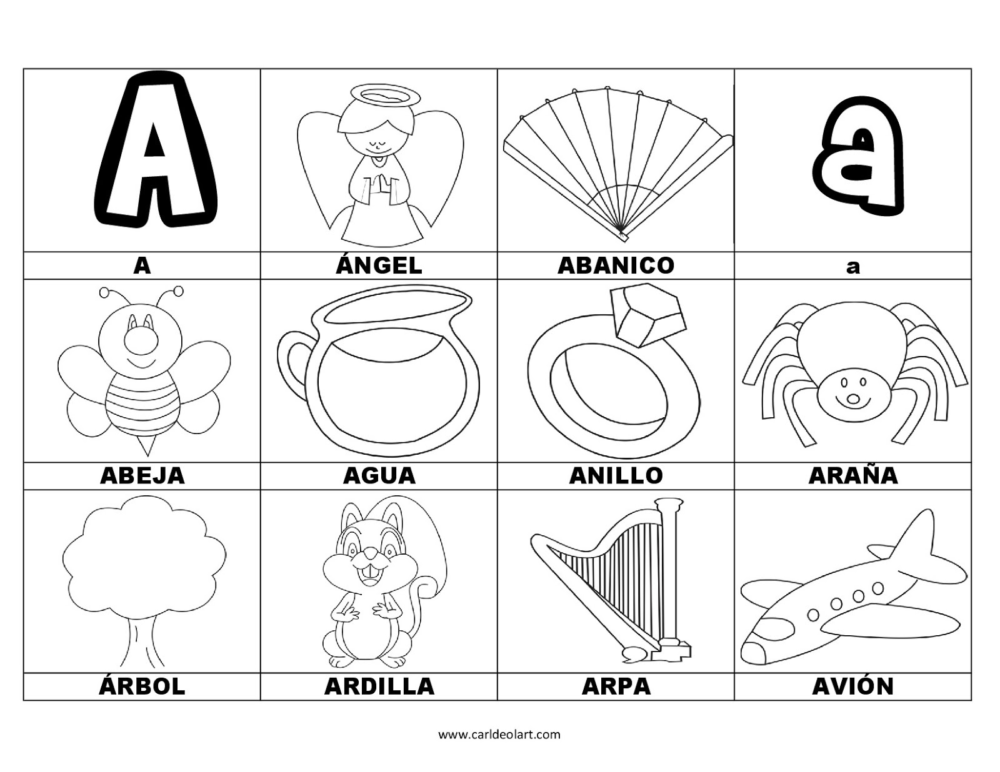 A a
A ÁNGEL ABANICO a
ABEJA AGUA ANILLO ARAÑA
ÁRBOL ARDILLA ARPA AVIÓN
www.carldeolart.com